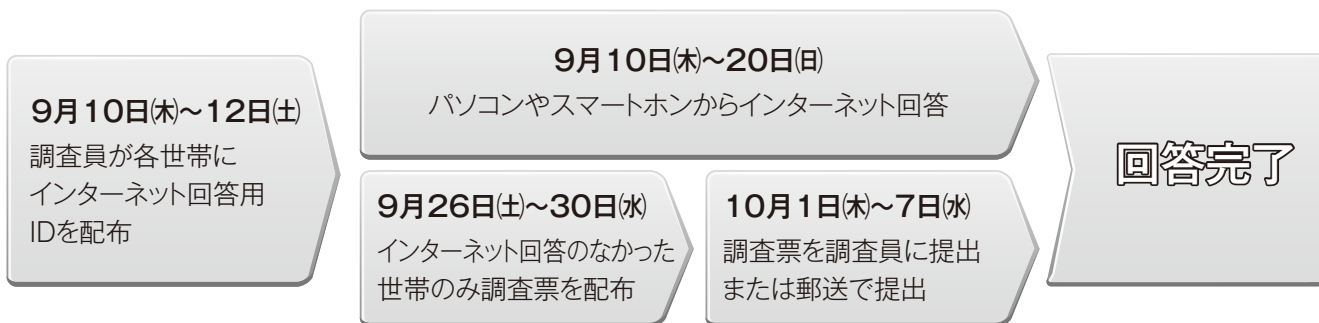 9月10日㈭〜12日㈯
調査員が各世帯に
インターネット回答用
IDを配布
9月10日㈭〜20日㈰
パソコンやスマートホンからインターネット回答
9月26日㈯〜30日㈬
インターネット回答のなかった
世帯のみ調査票を配布
10月1日㈭〜7日㈬
調査票を調査員に提出
または郵送で提出
回答完了